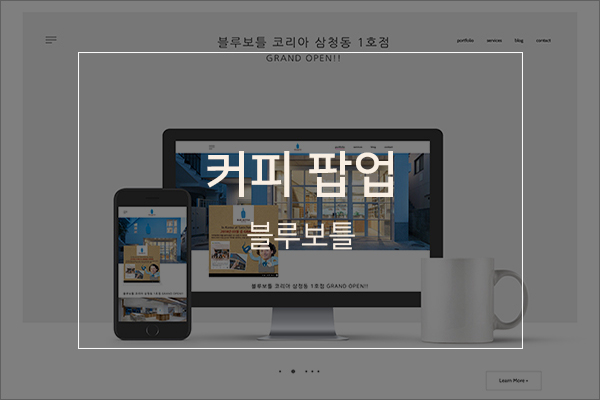 블루보틀 코리아 삼청동 1호점
portfolio services blog contact
GRAND OPEN!!
커피 팝업
블루보틀
블루보틀 코리아 삼청동 1호점 GRAND OPEN!!
Learn More »